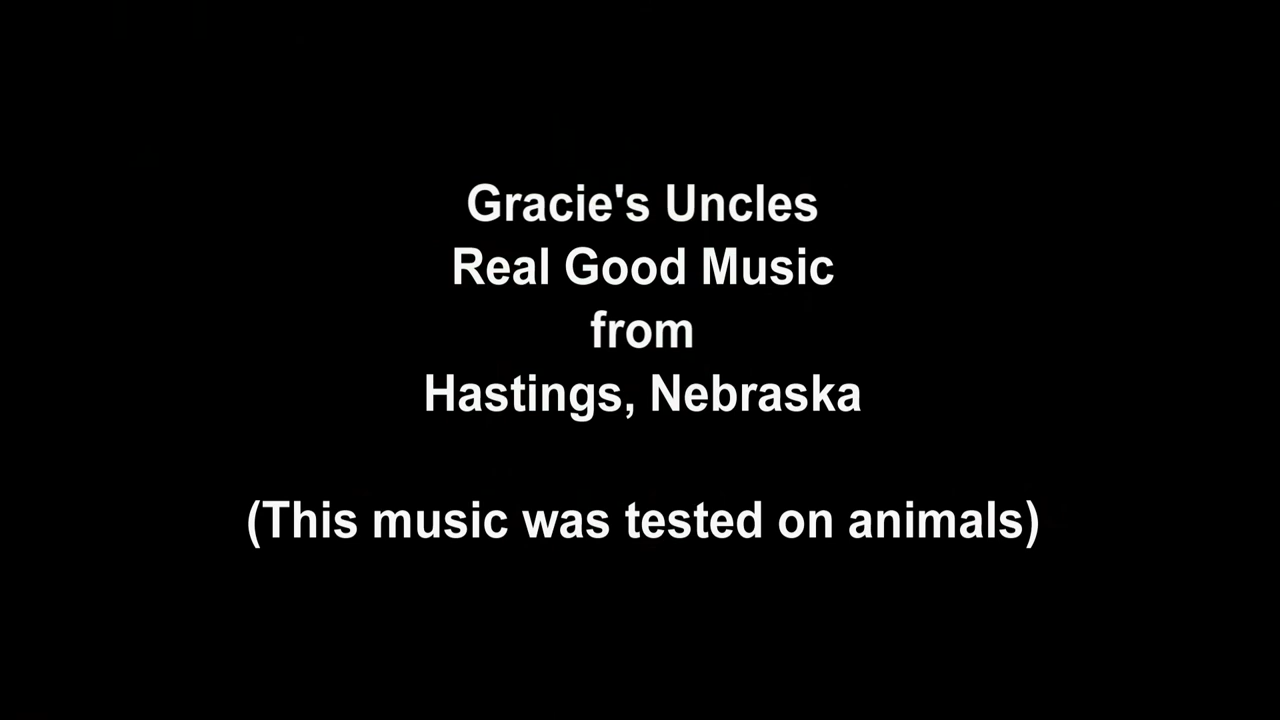 Gracie's Uncles
Real Good Music
from
Hastings, Nebraska
(This music was tested on animals)